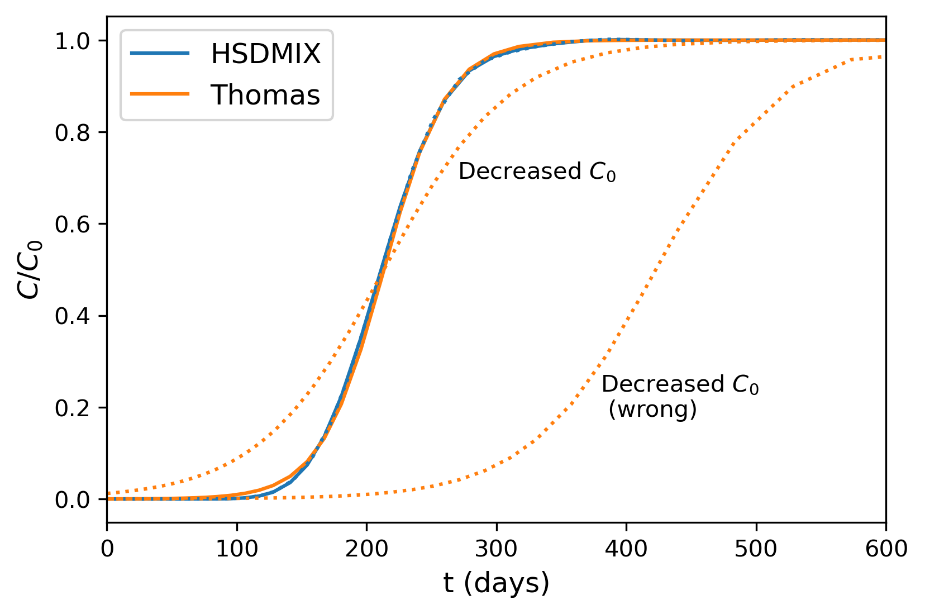 HSDMIX
Thomas
1.0
0.8
0.6
0.4
0.2
0.0
C/C₀
Decreased C₀
Decreased C₀
(wrong)
0 100 200 300 400 500 600
t (days)